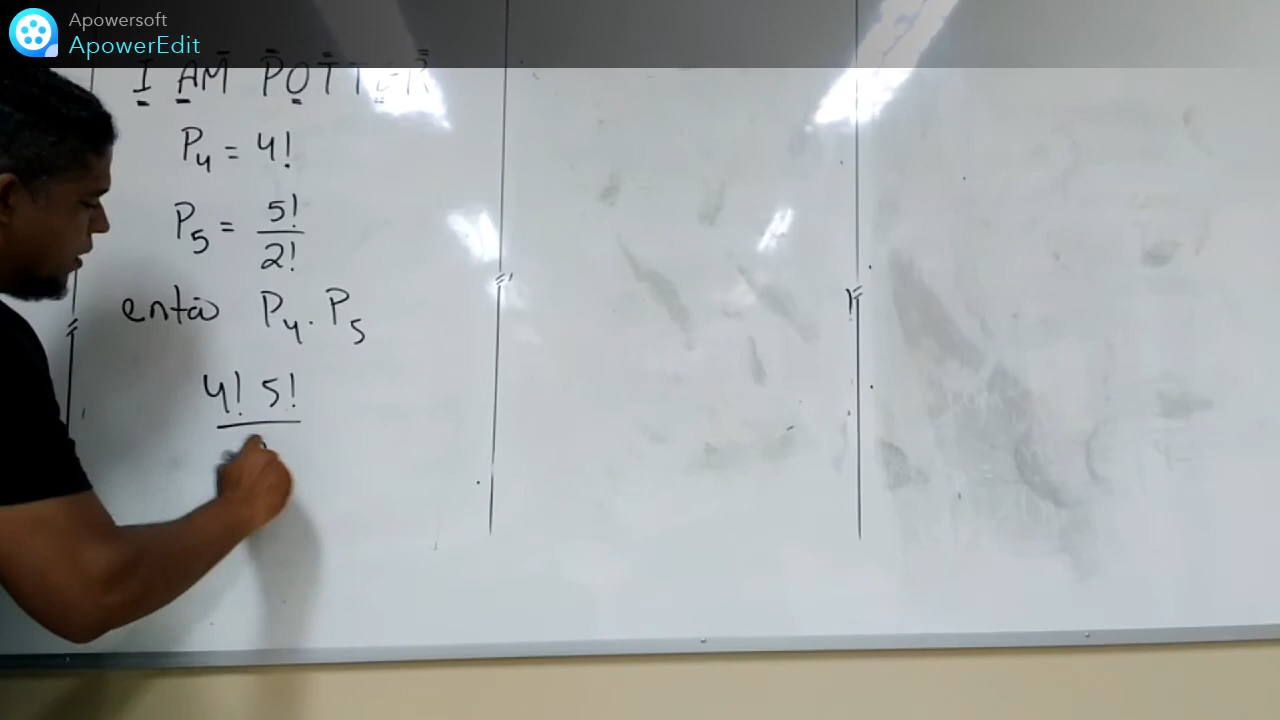 Apowersoft
ApowerEdit
I AM POTTER
P4 = 4!
P5 = 5!
2!
então P4 . P5
4! 5!